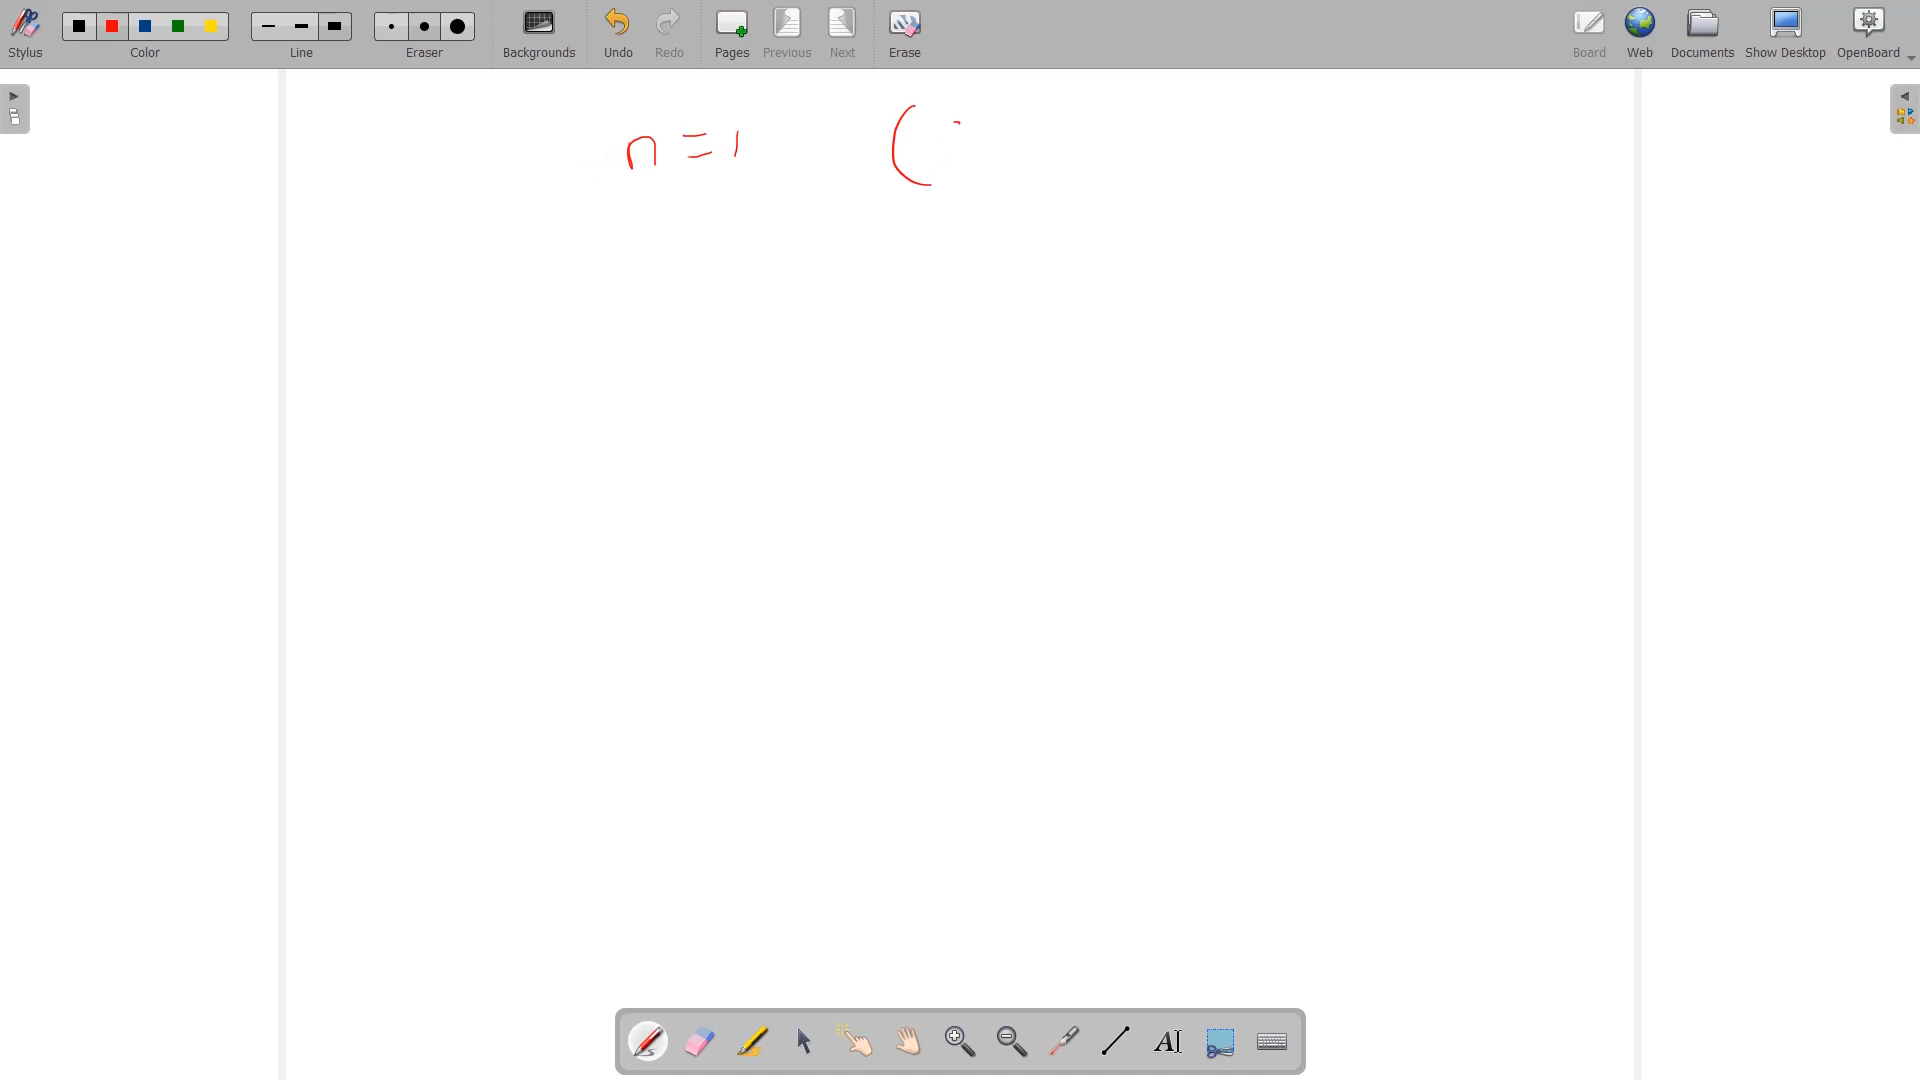 Stylus Color Line Eraser Backgrounds Undo Redo Pages Previous Next Erase Board Web Documents Show Desktop OpenBoard
n = 1 (